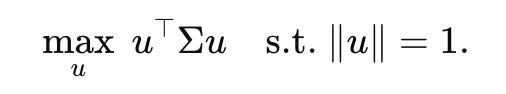 max_u u^⊤Σu s.t. ‖u‖ = 1.